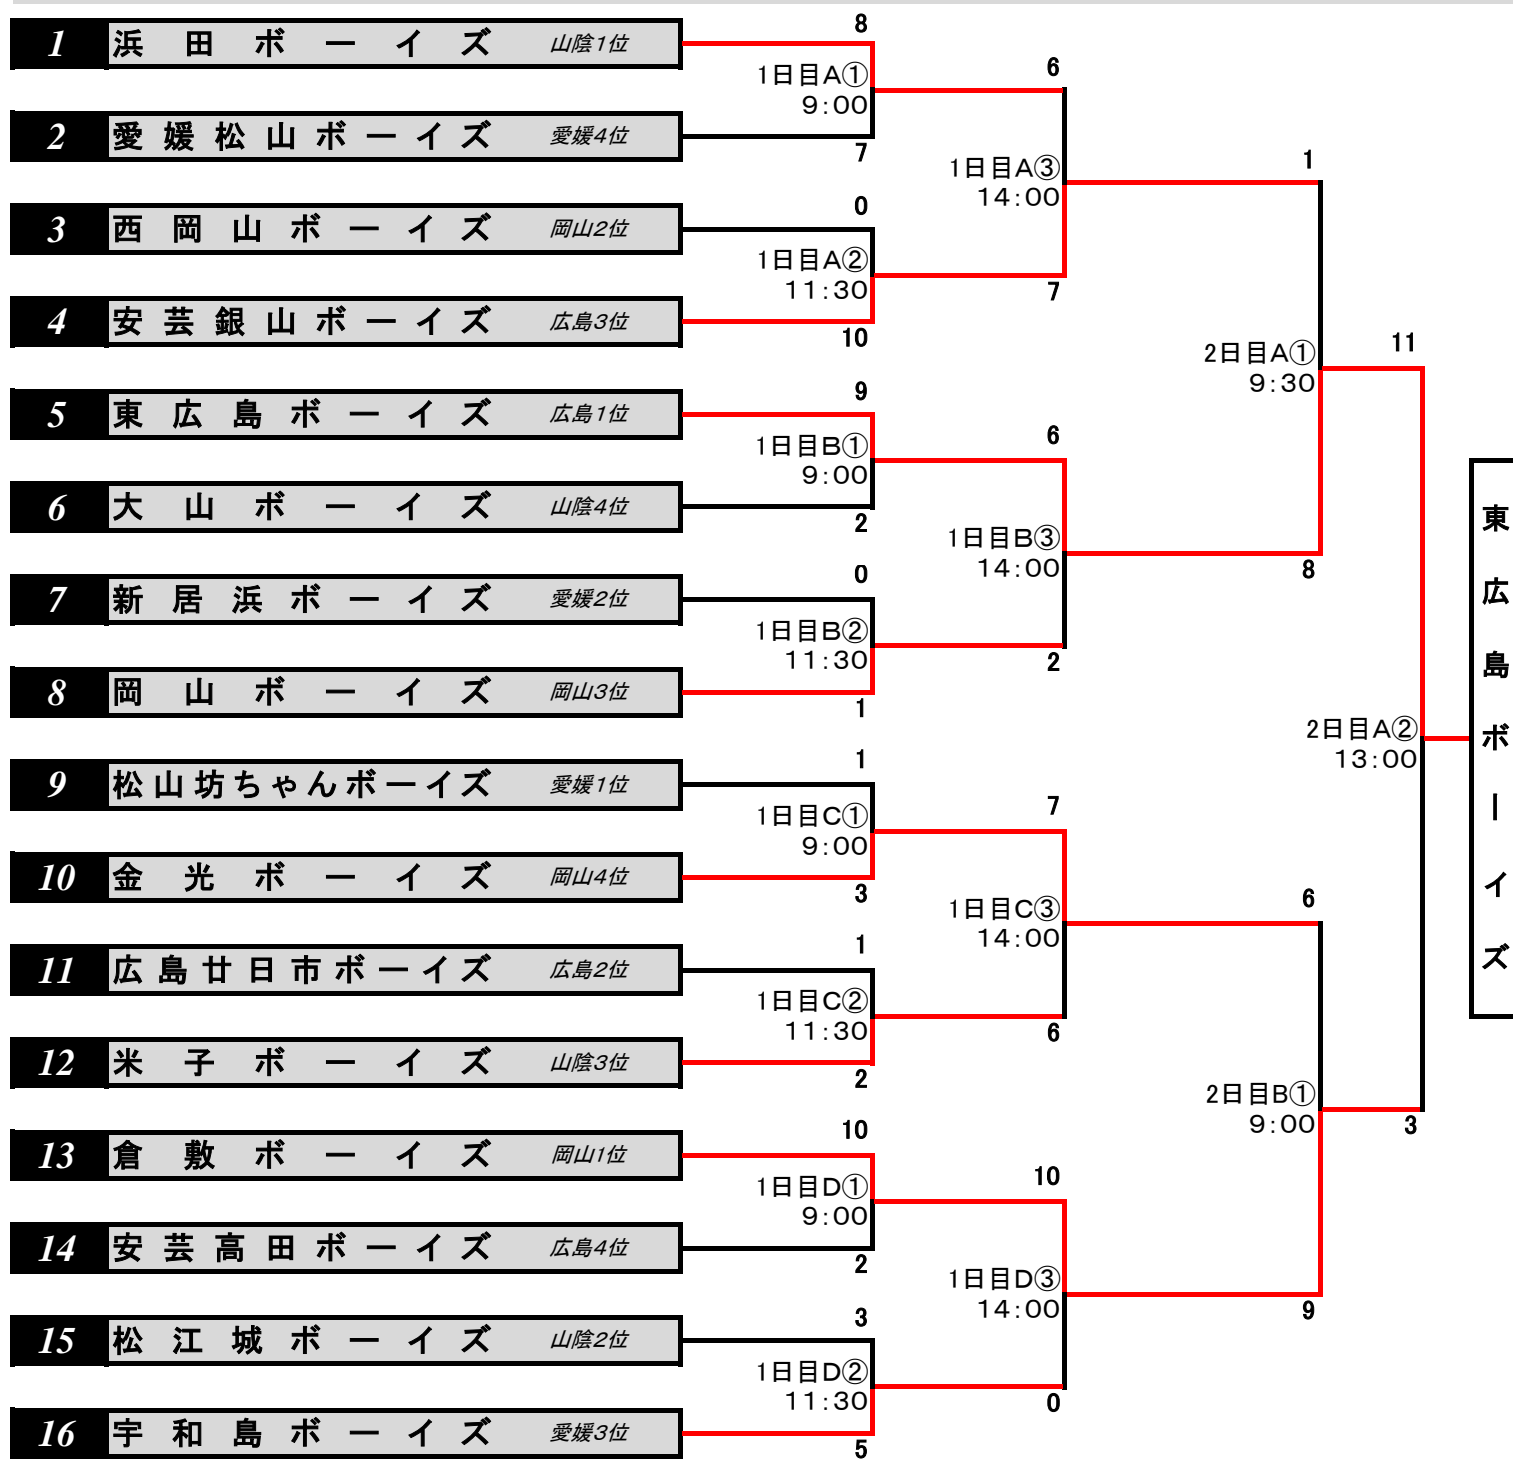 1 浜田ボーイズ 山陰1位
8
1日目A①
9:00
2 愛媛松山ボーイズ 愛媛4位
7
6
1日目A③
14:00
3 西岡山ボーイズ 岡山2位
0
1日目A②
11:30
4 安芸銀山ボーイズ 広島3位
10
7
1
2日目A①
9:30
5 東広島ボーイズ 広島1位
9
1日目B①
9:00
6 大山ボーイズ 山陰4位
2
6
1日目B③
14:00
7 新居浜ボーイズ 愛媛2位
0
1日目B②
11:30
8 岡山ボーイズ 岡山3位
1
2
8
11
2日目A②
13:00
東広島ボーイズ
9 松山坊ちゃんボーイズ 愛媛1位
1
1日目C①
9:00
10 金光ボーイズ 岡山4位
3
7
1日目C③
14:00
11 広島廿日市ボーイズ 広島2位
1
1日目C②
11:30
12 米子ボーイズ 山陰3位
2
6
6
2日目B①
9:00
3
13 倉敷ボーイズ 岡山1位
10
1日目D①
9:00
14 安芸高田ボーイズ 広島4位
2
10
1日目D③
14:00
9
15 松江城ボーイズ 山陰2位
3
1日目D②
11:30
16 宇和島ボーイズ 愛媛3位
5
0